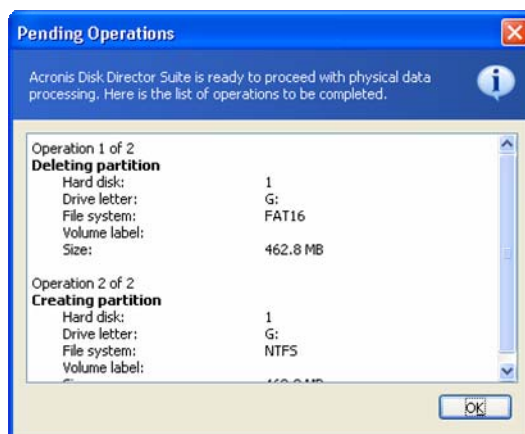 Pending Operations
Acronis Disk Director Suite is ready to proceed with physical data
processing. Here is the list of operations to be completed.
Operation 1 of 2
Deleting partition
Hard disk: 1
Drive letter: G:
File system: FAT16
Volume label:
Size: 462.8 MB
Operation 2 of 2
Creating partition
Hard disk: 1
Drive letter: G:
File system: NTFS
Volume label:
OK